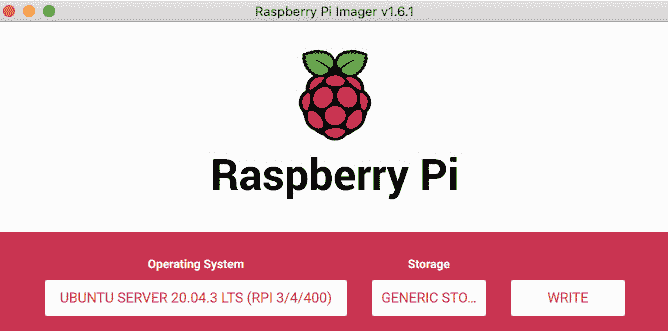 Raspberry Pi Imager v1.6.1
Raspberry Pi
Operating System Storage
UBUNTU SERVER 20.04.3 LTS (RPI 3/4/400) GENERIC STO... WRITE